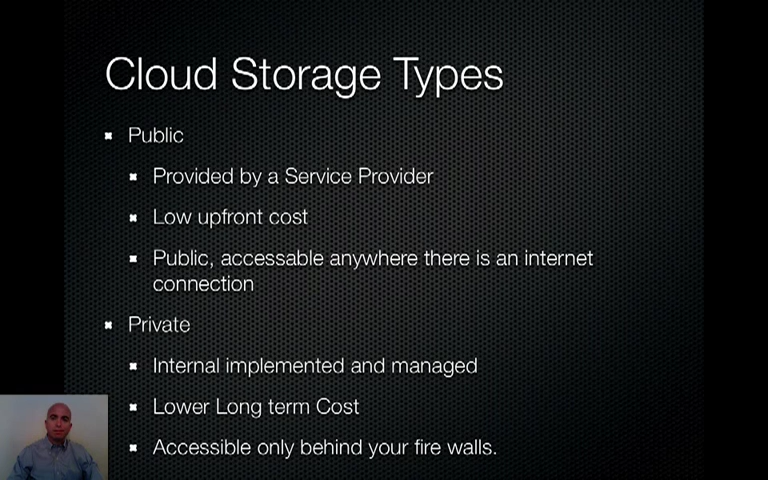 Cloud Storage Types
Public
Provided by a Service Provider
Low upfront cost
Public, accessable anywhere there is an internet
connection
Private
Internal implemented and managed
Lower Long term Cost
Accessible only behind your fire walls.